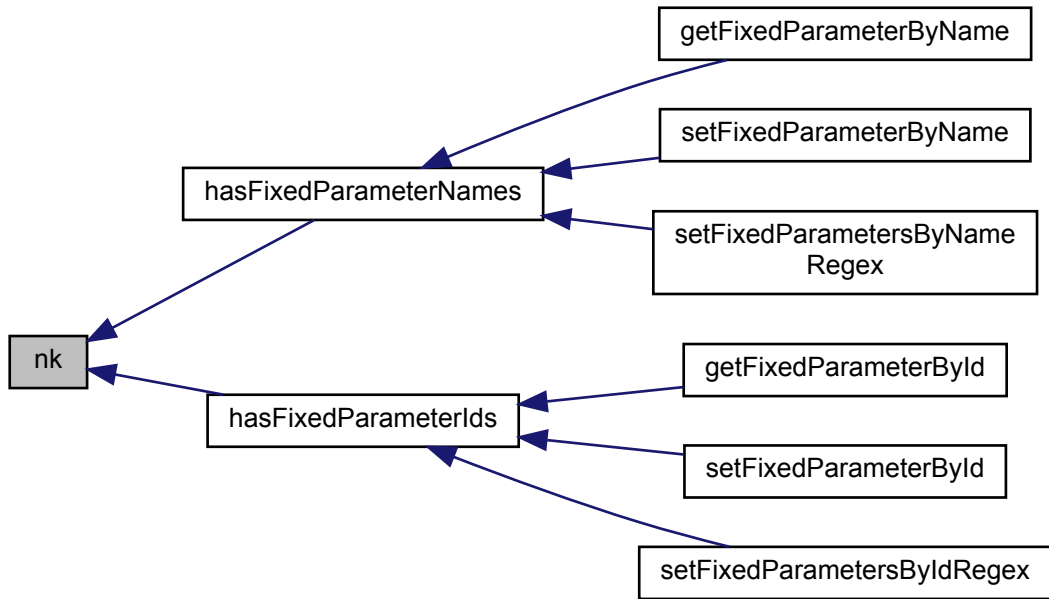 getFixedParameterByName
setFixedParameterByName
hasFixedParameterNames
setFixedParametersByName
Regex
nk
getFixedParameterById
hasFixedParameterIds
setFixedParameterById
setFixedParametersByIdRegex